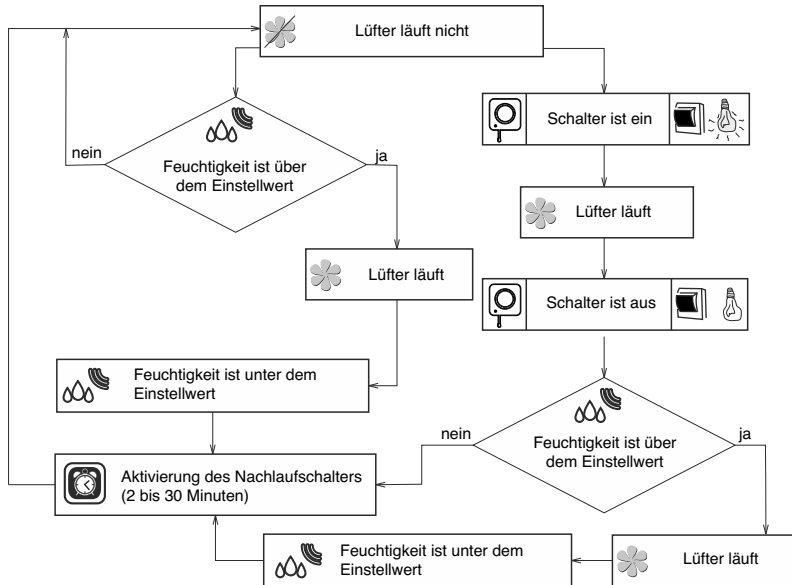 Lüfter läuft nicht
Schalter ist ein
nein
Feuchtigkeit ist über
dem Einstellwert
ja
Lüfter läuft
Lüfter läuft
Schalter ist aus
Feuchtigkeit ist unter dem
Einstellwert
nein
Feuchtigkeit ist über
dem Einstellwert
ja
Aktivierung des Nachlaufschalters
(2 bis 30 Minuten)
Feuchtigkeit ist unter dem
Einstellwert
Lüfter läuft